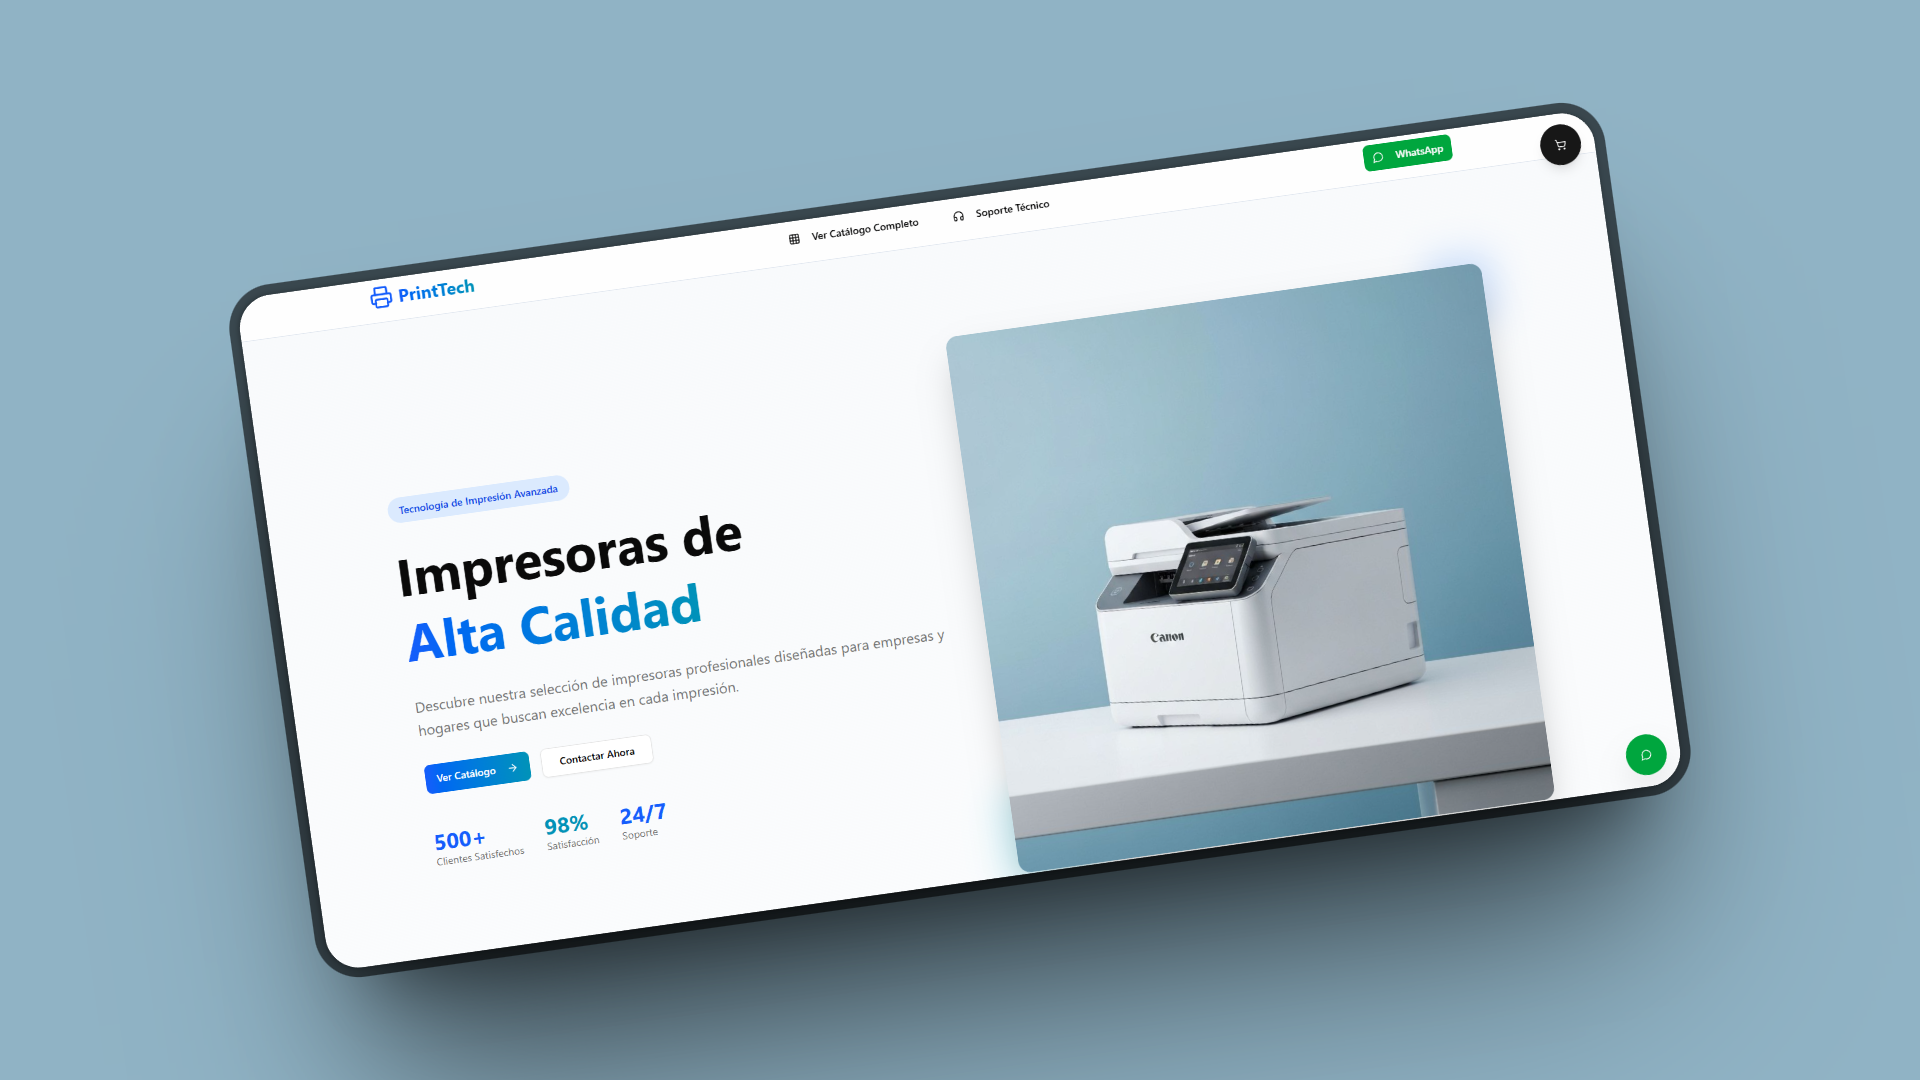 PrintTech
Ver Catálogo Completo
Soporte Técnico
WhatsApp
Tecnología de Impresión Avanzada
Impresoras de
Alta Calidad
Descubre nuestra selección de impresoras profesionales diseñadas para empresas y
hogares que buscan excelencia en cada impresión.
Ver Catálogo
Contactar Ahora
500+
Clientes Satisfechos
98%
Satisfacción
24/7
Soporte
Canon